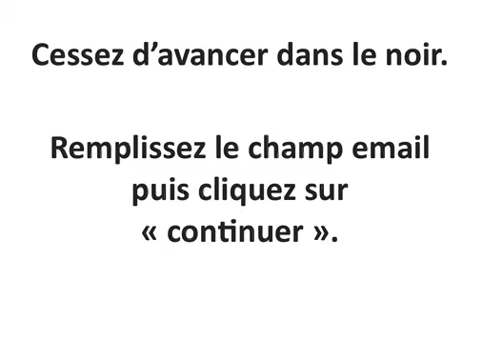 Cessez d’avancer dans le noir.
Remplissez le champ email
puis cliquez sur
« continuer ».